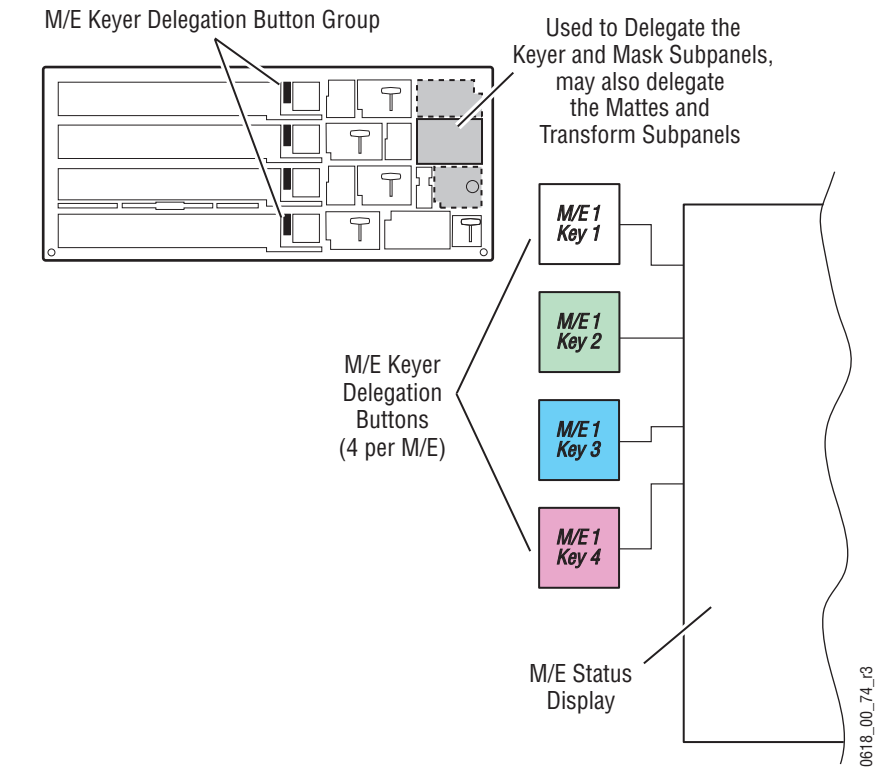 M/E Keyer Delegation Button Group
Used to Delegate the
Keyer and Mask Subpanels,
may also delegate
the Mattes and
Transform Subpanels
M/E 1
Key 1
M/E 1
Key 2
M/E Keyer
Delegation
Buttons
(4 per M/E)
M/E 1
Key 3
M/E 1
Key 4
M/E Status
Display
0618_00_74_r3